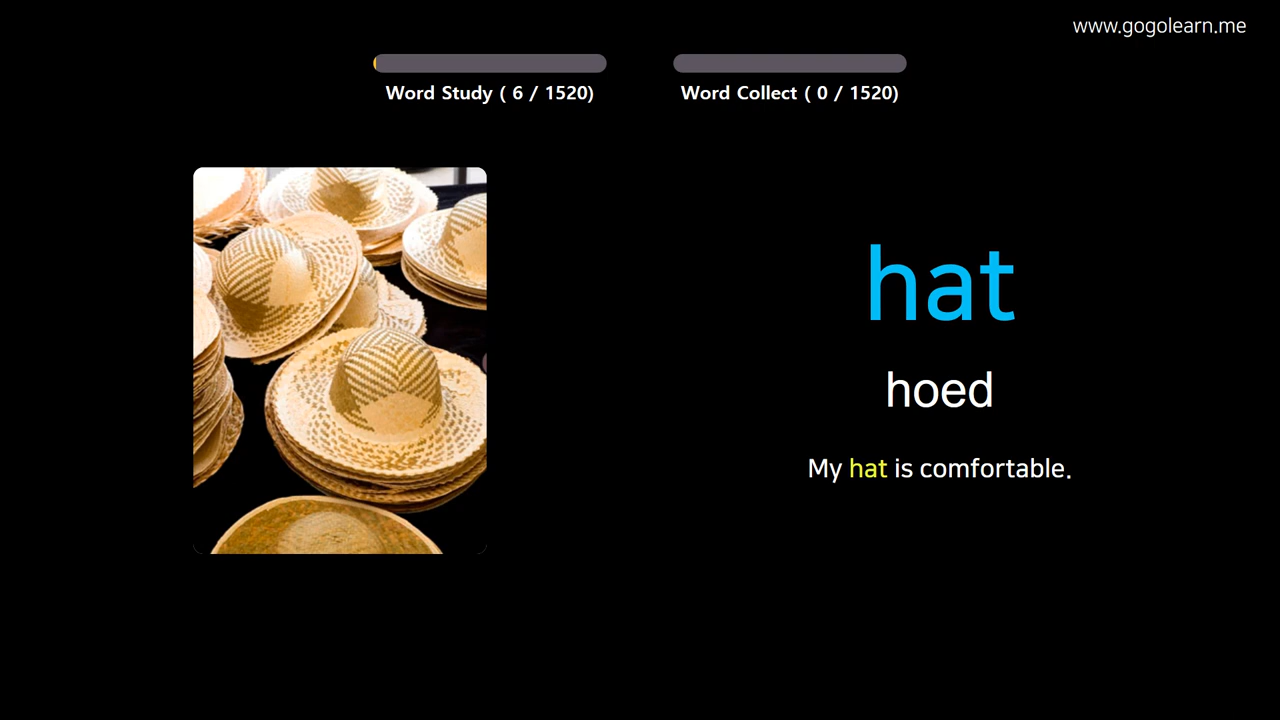 www.gogolearn.me
Word Study ( 6 / 1520)
Word Collect ( 0 / 1520)
hat
hoed
My hat is comfortable.